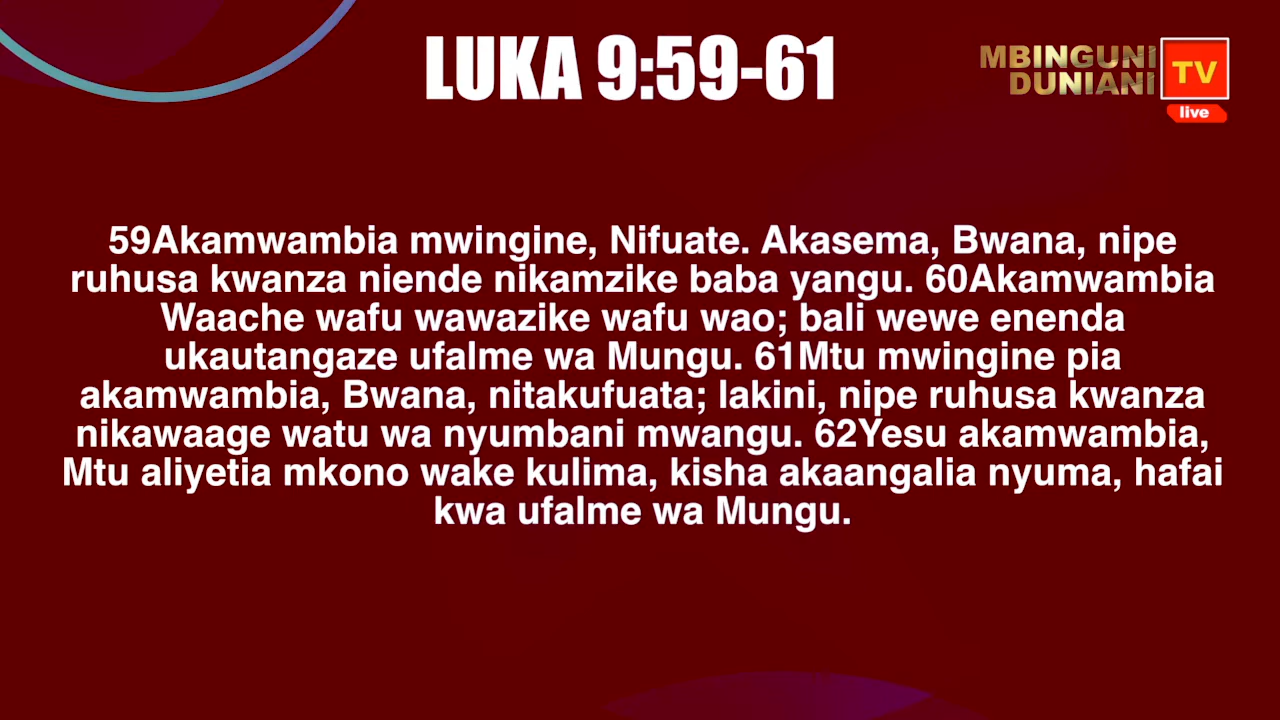 LUKA 9:59-61
MBINGUNI
DUNIANI
TV
live
59Akamwambia mwingine, Nifuate. Akasema, Bwana, nipe
ruhusa kwanza niende nikamzike baba yangu. 60Akamwambia
Waache wafu wawazike wafu wao; bali wewe enenda
ukautangaze ufalme wa Mungu. 61Mtu mwingine pia
akamwambia, Bwana, nitakufuata; lakini, nipe ruhusa kwanza
nikawaage watu wa nyumbani mwangu. 62Yesu akamwambia,
Mtu aliyetia mkono wake kulima, kisha akaangalia nyuma, hafai
kwa ufalme wa Mungu.